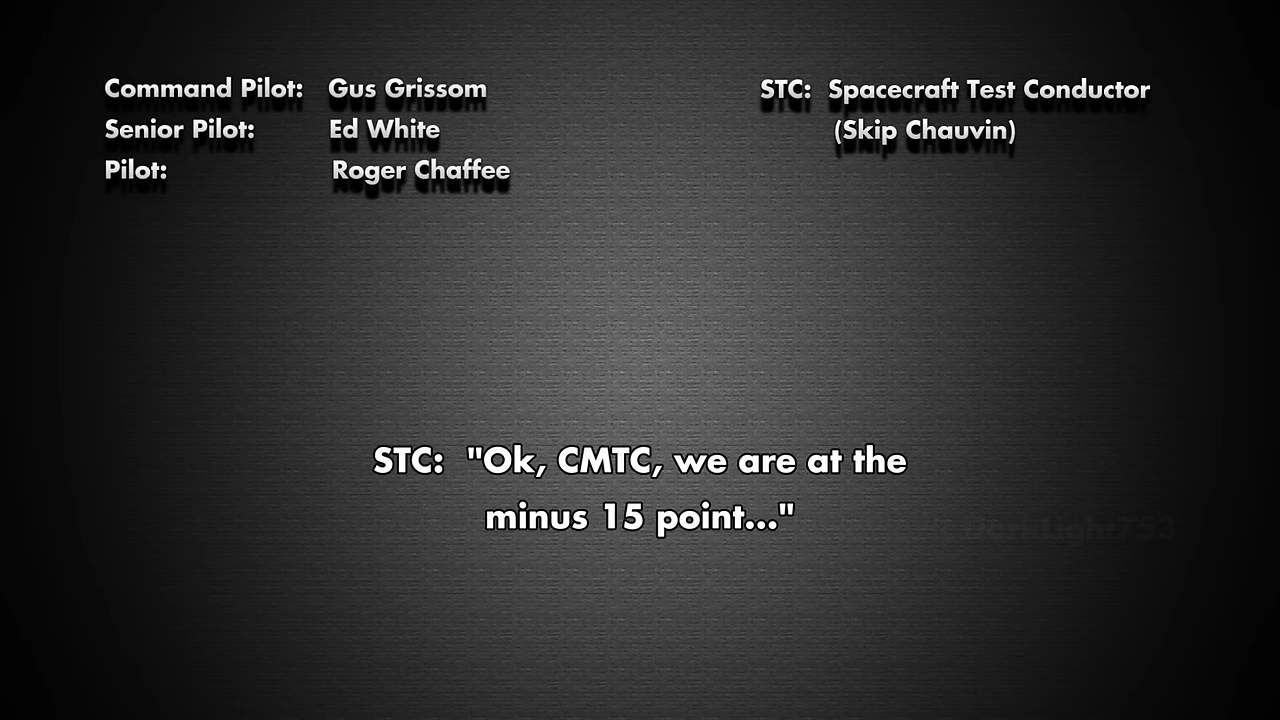 Command Pilot: Gus Grissom
Senior Pilot: Ed White
Pilot: Roger Chaffee
STC: Spacecraft Test Conductor
(Skip Chauvin)
STC: "Ok, CMTC, we are at the
minus 15 point..."
DarkLight753